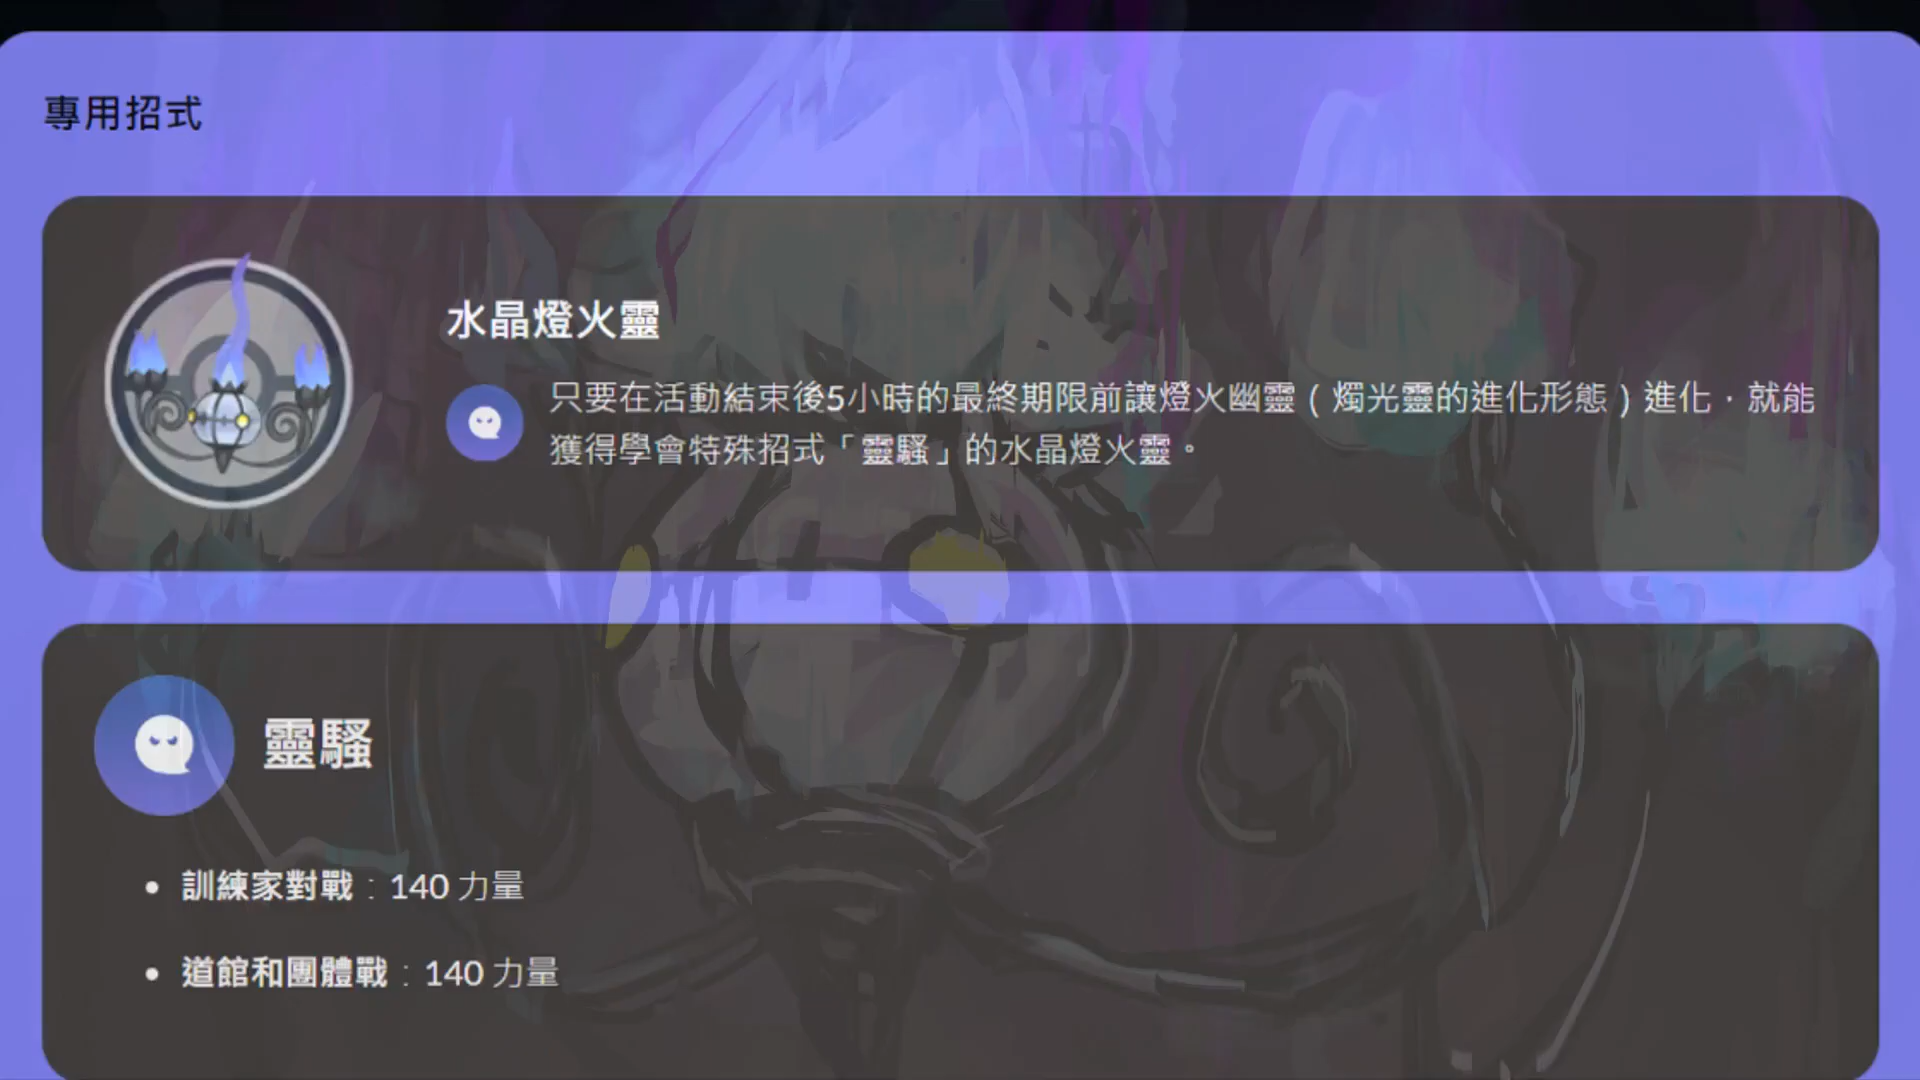 專用招式
水晶燈火靈
只要在活動結束後5小時的最終期限前讓燈火幽靈（燭光靈的進化形態）進化，就能
獲得學會特殊招式「靈騷」的水晶燈火靈。
靈騷
• 訓練家對戰：140 力量
• 道館和團體戰：140 力量